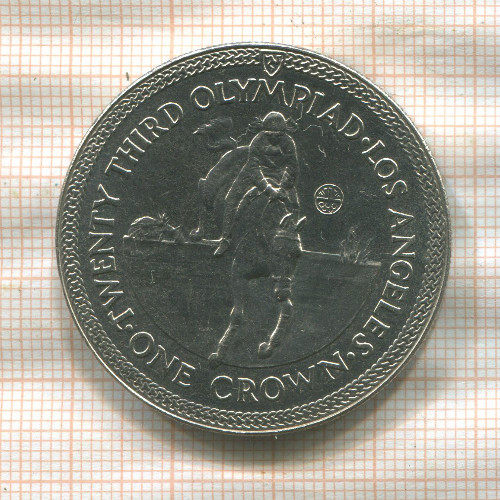 ·TWENTY THIRD OLYMPIAD·LOS ANGELES·
ONE CROWN